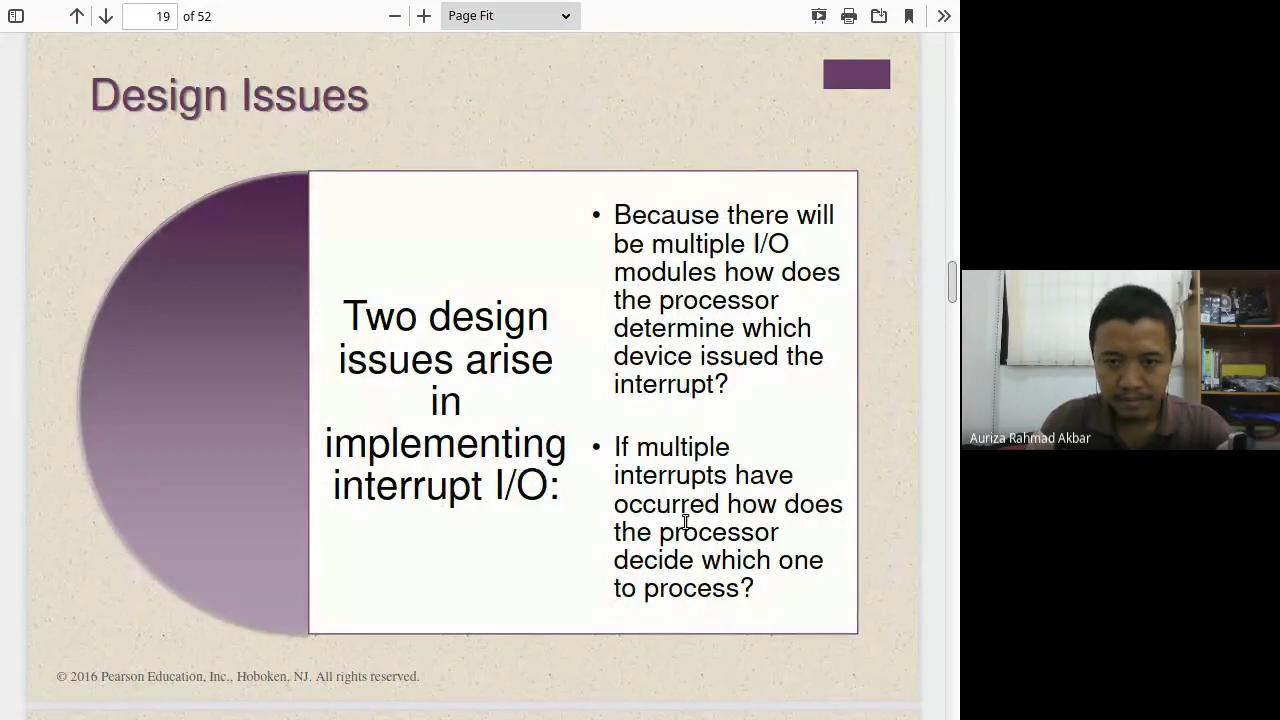 19
of 52
Page Fit
Design Issues
Two design
issues arise
in
implementing
interrupt I/O:
• Because there will
be multiple I/O
modules how does
the processor
determine which
device issued the
interrupt?
• If multiple
interrupts have
occurred how does
the processor
decide which one
to process?
© 2016 Pearson Education, Inc., Hoboken, NJ. All rights reserved.
Auriza Rahmad Akbar